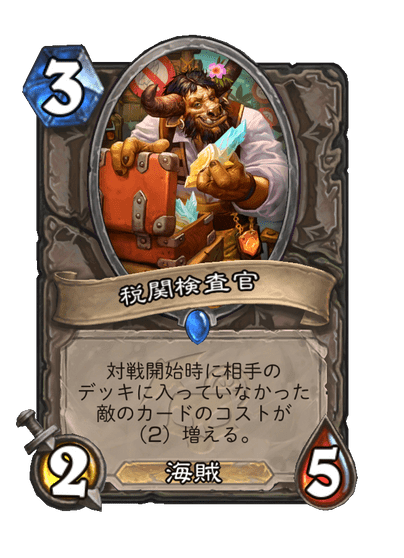 3
税関検査官
対戦開始時に相手の
デッキに入っていなかった
敵のカードのコストが
（2）増える。
2
海賊
5